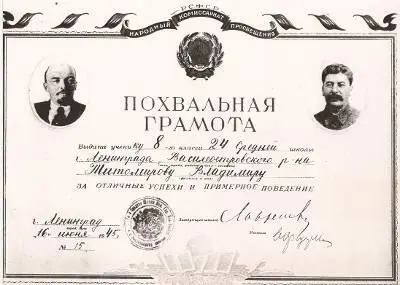 РСФСР
НАРОДНЫЙ КОМИССАРИАТ ПРОСВЕЩЕНИЯ
ПОХВАЛЬНАЯ
ГРАМОТА
Выдана ученику 8-го класса 24 средней школы
г. Ленинграда Василеостровского р-на
Титомирову Владимиру
ЗА ОТЛИЧНЫЕ УСПЕХИ И ПРИМЕРНОЕ ПОВЕДЕНИЕ
г. Ленинград
16 июня 1945,
№ 15